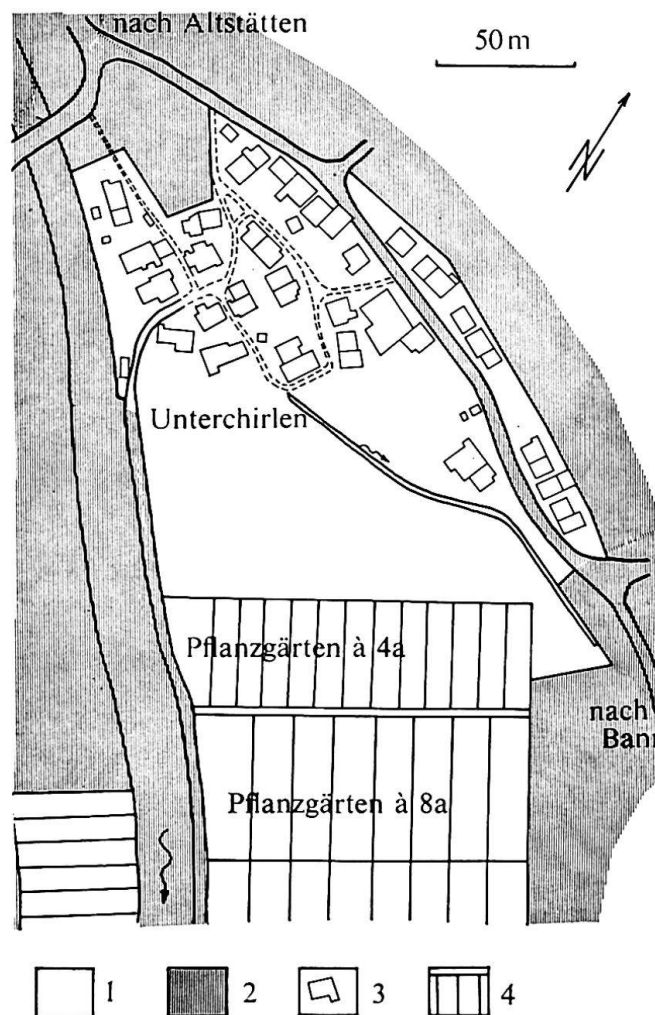 nach Altstätten
50 m
N
Unterchirlen
Pflanzgärten à 4a
nach
Pflanzgärten à 8a
1
2
3
4